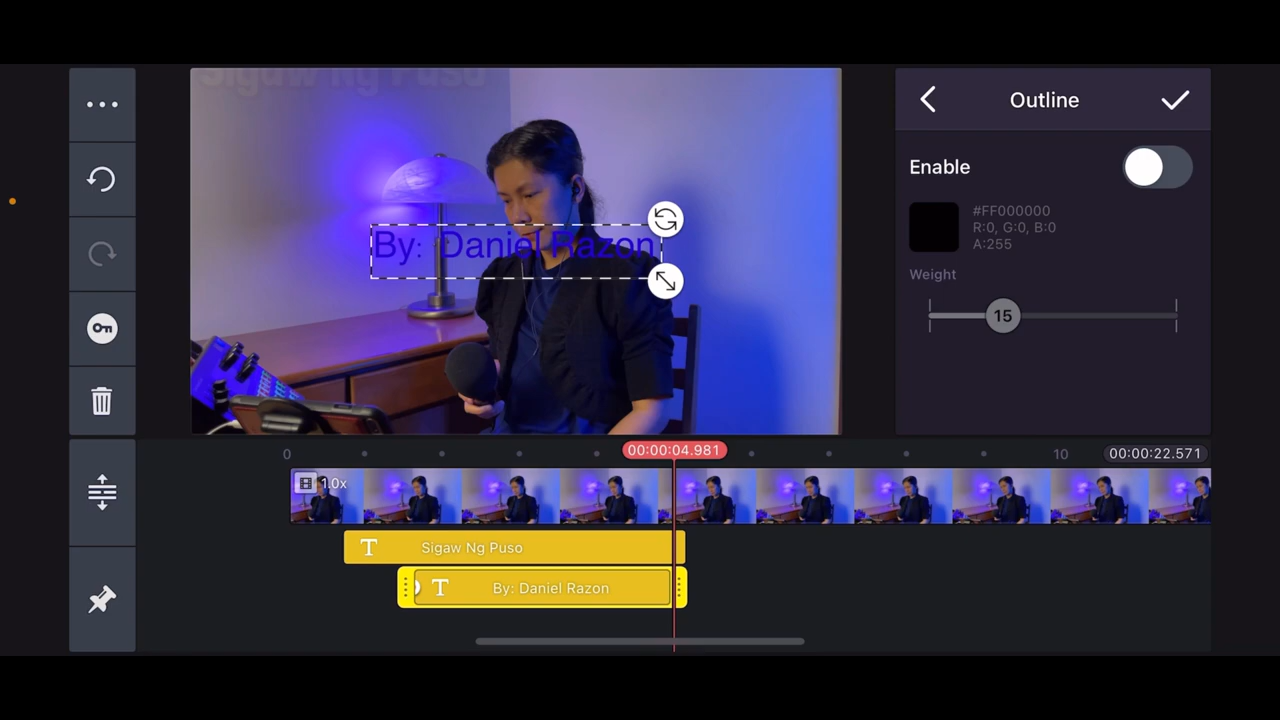 Sigaw Ng Puso
Outline
Enable
#FF000000
R:0, G:0, B:0
A:255
By: Daniel Razon
Weight
15
0
00:00:04.981
10
00:00:22.571
1.0x
T Sigaw Ng Puso
T By: Daniel Razon